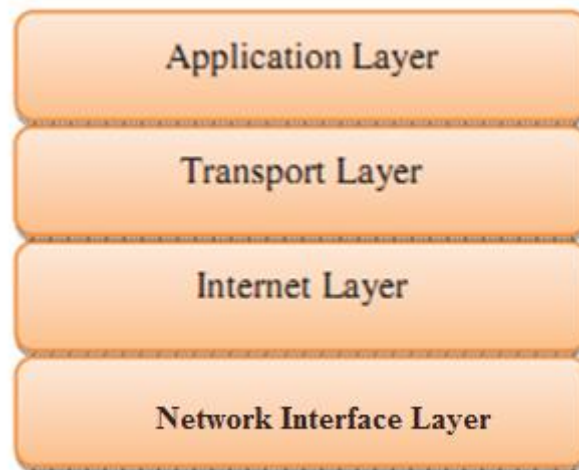 Application Layer
Transport Layer
Internet Layer
Network Interface Layer